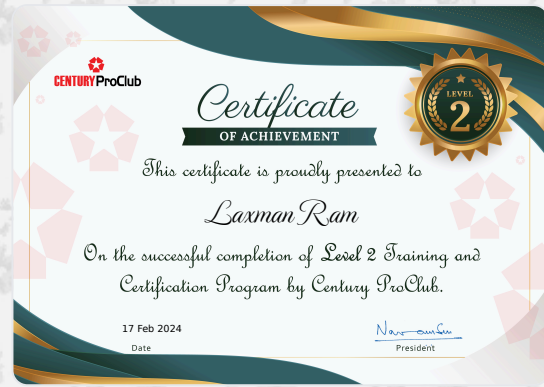 CENTURY ProClub
LEVEL
2
Certificate
OF ACHIEVEMENT
This certificate is proudly presented to
Laxman Ram
On the successful completion of Level 2 Training and
Certification Program by Century ProClub.
17 Feb 2024
Date
President